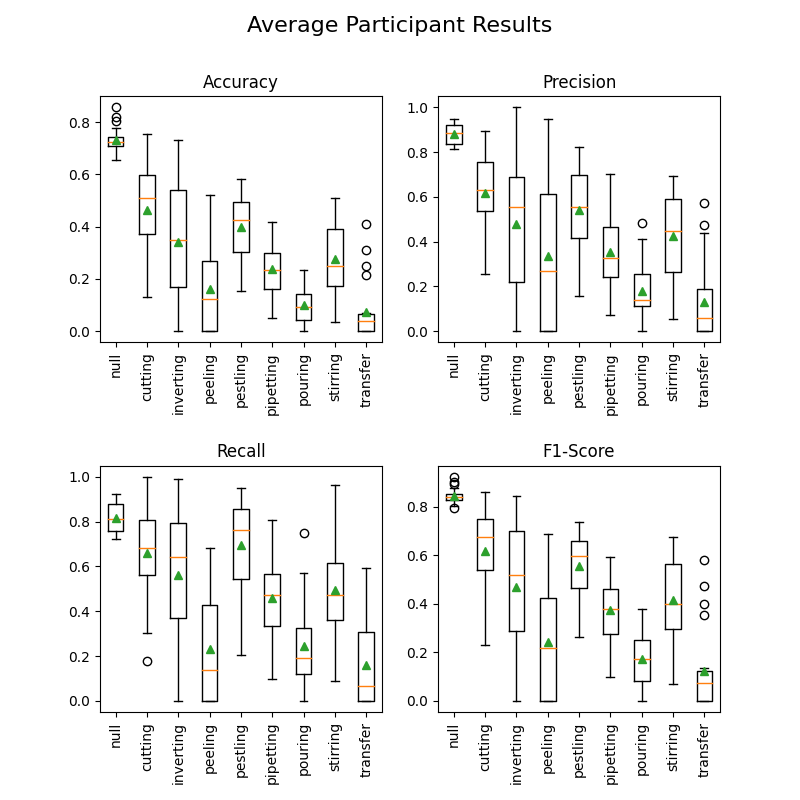 Average Participant Results
Accuracy
0.8
0.6
0.4
0.2
0.0
null
cutting
inverting
peeling
pestling
pipetting
pouring
stirring
transfer
Precision
1.0
0.8
0.6
0.4
0.2
0.0
null
cutting
inverting
peeling
pestling
pipetting
pouring
stirring
transfer
Recall
1.0
0.8
0.6
0.4
0.2
0.0
null
cutting
inverting
peeling
pestling
pipetting
pouring
stirring
transfer
F1-Score
0.8
0.6
0.4
0.2
0.0
null
cutting
inverting
peeling
pestling
pipetting
pouring
stirring
transfer